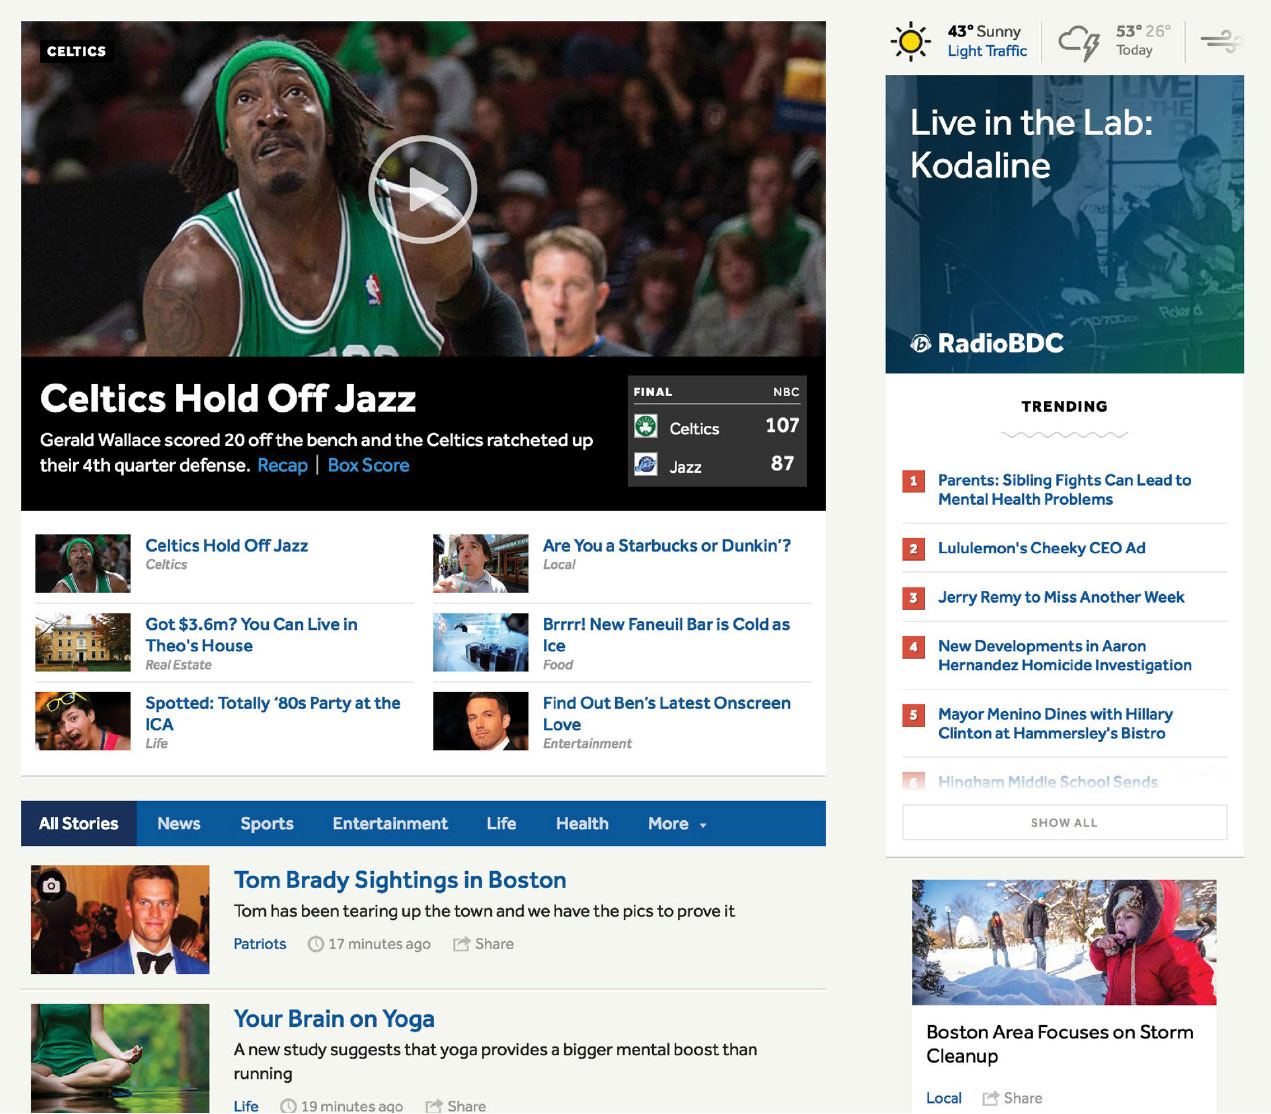 CELTICS
Celtics Hold Off Jazz
Gerald Wallace scored 20 off the bench and the Celtics ratcheted up
their 4th quarter defense. Recap | Box Score
FINAL NBC
Celtics 107
Jazz 87
Celtics Hold Off Jazz
Celtics
Got $3.6m? You Can Live in
Theo's House
Real Estate
Spotted: Totally ‘80s Party at the
ICA
Life
Are You a Starbucks or Dunkin’?
Local
Brrrr! New Faneuil Bar is Cold as
Ice
Food
Find Out Ben’s Latest Onscreen
Love
Entertainment
All Stories News Sports Entertainment Life Health More
Tom Brady Sightings in Boston
Tom has been tearing up the town and we have the pics to prove it
Patriots 17 minutes ago Share
Your Brain on Yoga
A new study suggests that yoga provides a bigger mental boost than
running
Life 19 minutes ago Share
43° Sunny
Light Traffic
53° 26°
Today
LIVE
Live in the Lab:
Kodaline
Roland
b RadioBDC
TRENDING
1 Parents: Sibling Fights Can Lead to
Mental Health Problems
2 Lululemon's Cheeky CEO Ad
3 Jerry Remy to Miss Another Week
4 New Developments in Aaron
Hernandez Homicide Investigation
5 Mayor Menino Dines with Hillary
Clinton at Hammersley's Bistro
6 Hingham Middle School Sends
SHOW ALL
Boston Area Focuses on Storm
Cleanup
Local Share